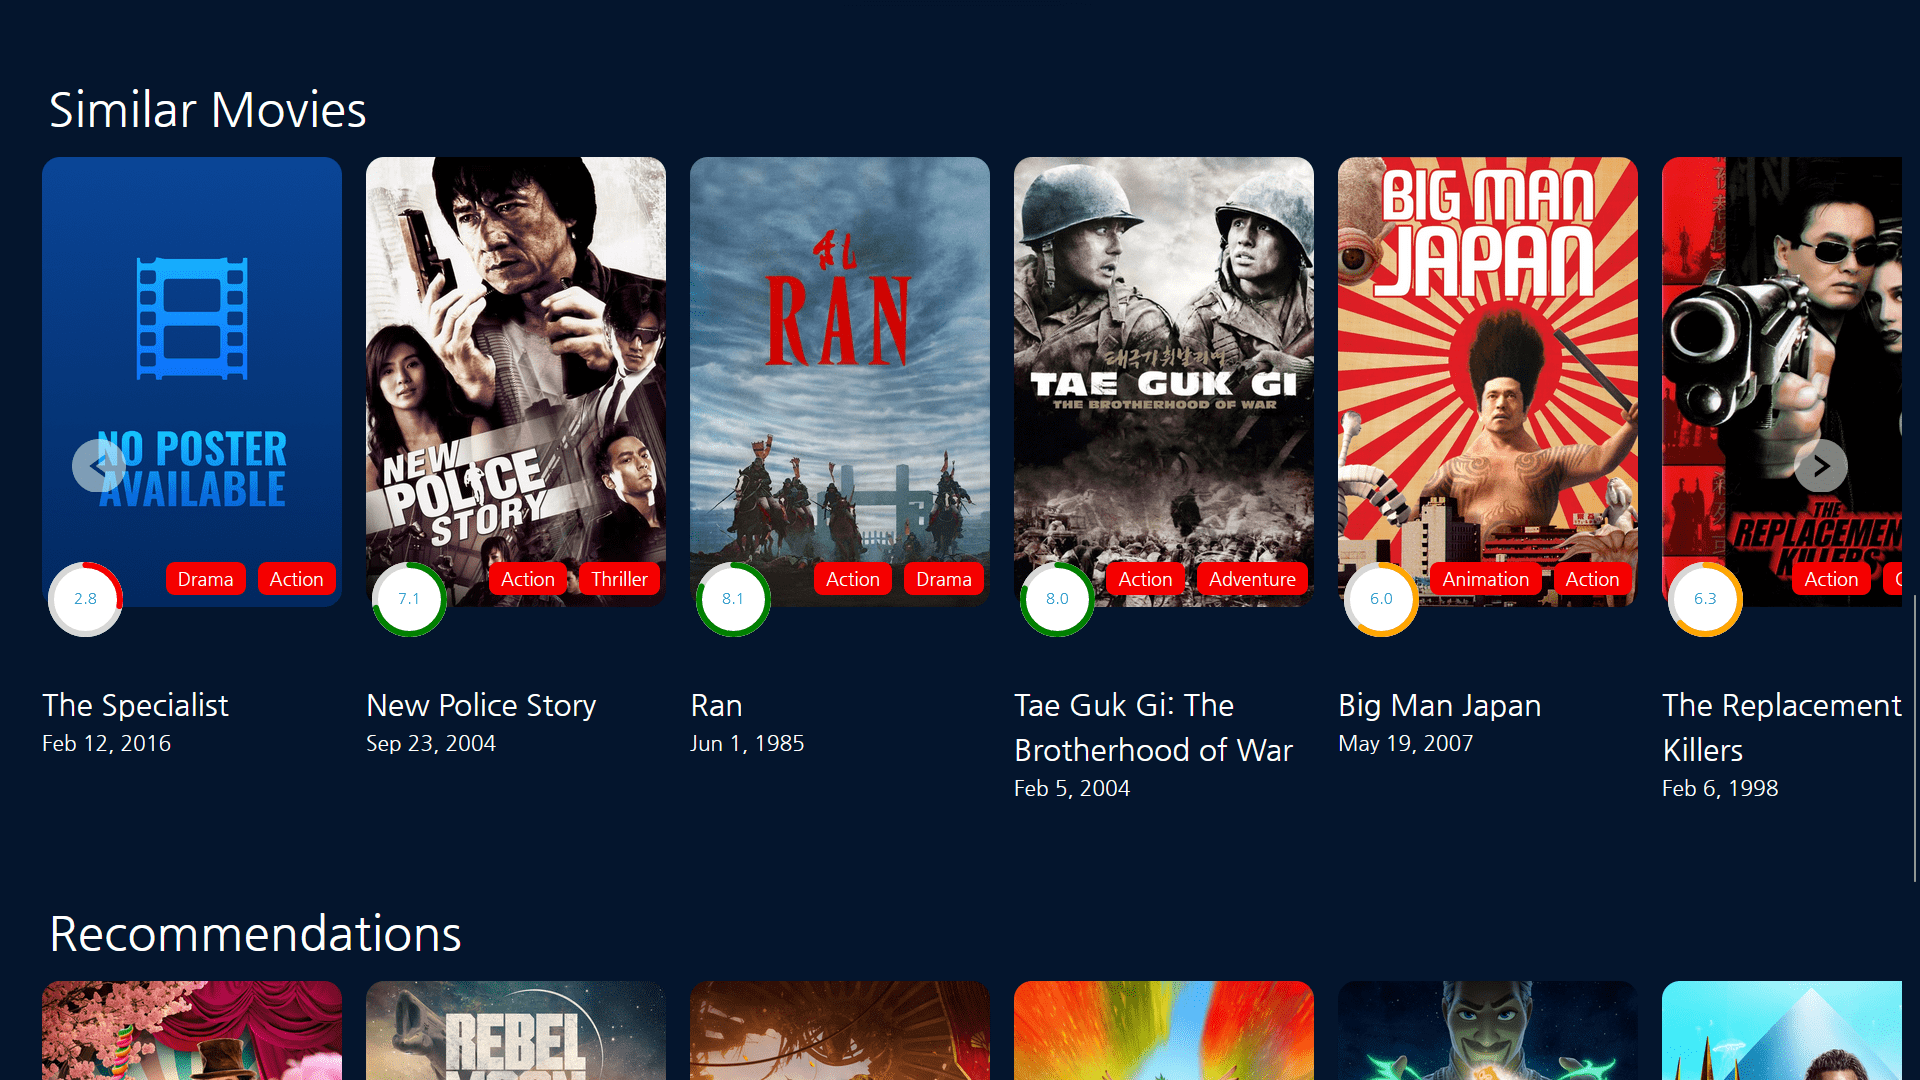 Similar Movies
NO POSTER
AVAILABLE
2.8
Drama
Action
NEW
POLICE
STORY
7.1
Action
Thriller
乱
RAN
8.1
Action
Drama
태극기 휘날리며
TAE GUK GI
THE BROTHERHOOD OF WAR
8.0
Action
Adventure
BIG MAN
JAPAN
6.0
Animation
Action
THE
REPLACEMEN
KILLERS
6.3
Action
The Specialist
Feb 12, 2016
New Police Story
Sep 23, 2004
Ran
Jun 1, 1985
Tae Guk Gi: The
Brotherhood of War
Feb 5, 2004
Big Man Japan
May 19, 2007
The Replacement
Killers
Feb 6, 1998
Recommendations
REBEL
MOON